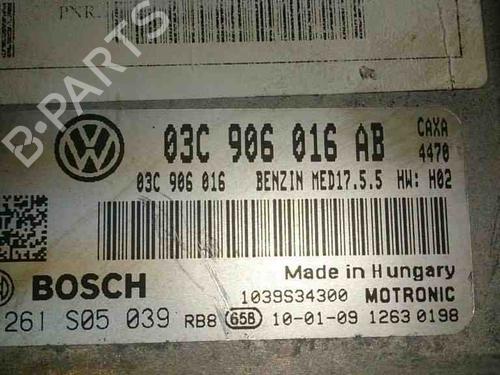 PNR.
B-PARTS
03C 906 016 AB
CAXA
4470
03C 906 016 BENZIN MED17.5.5 HW: H02
BOSCH
Made in Hungary
1039S34300 MOTRONIC
261 S05 039 RB8 65B 10-01-09 1263 0198